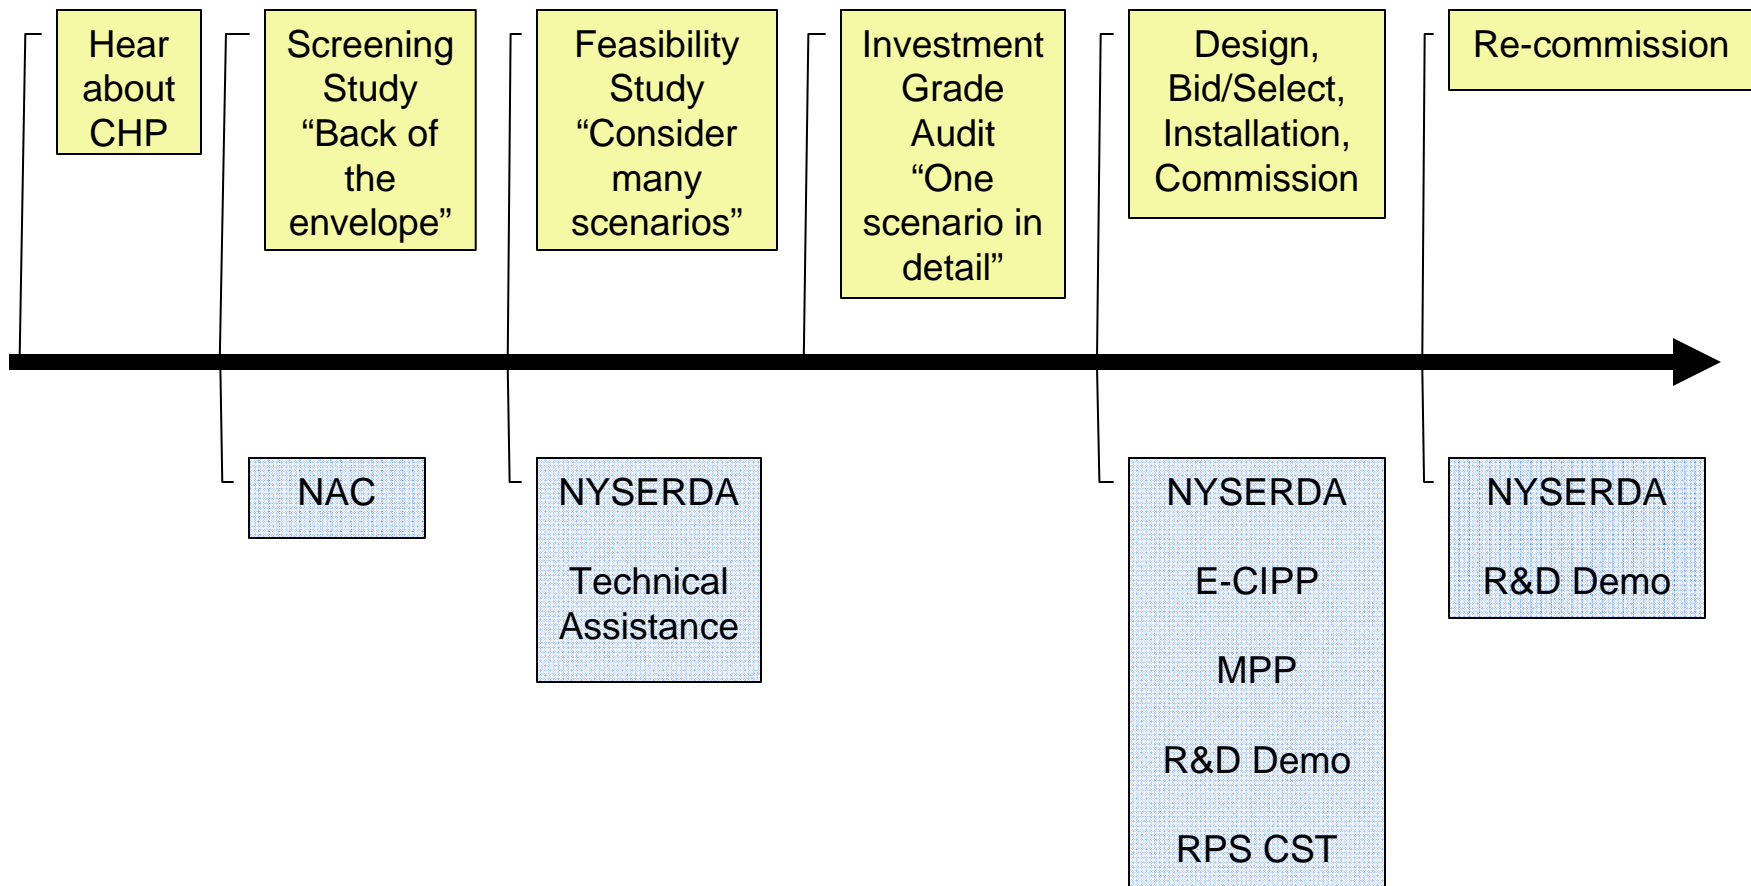 Hear
about
CHP
Screening
Study
“Back of
the
envelope”
Feasibility
Study
“Consider
many
scenarios”
Investment
Grade
Audit
“One
scenario in
detail”
Design,
Bid/Select,
Installation,
Commission
Re-commission
NAC
NYSERDA
Technical
Assistance
NYSERDA
E-CIPP
MPP
R&D Demo
RPS CST
NYSERDA
R&D Demo